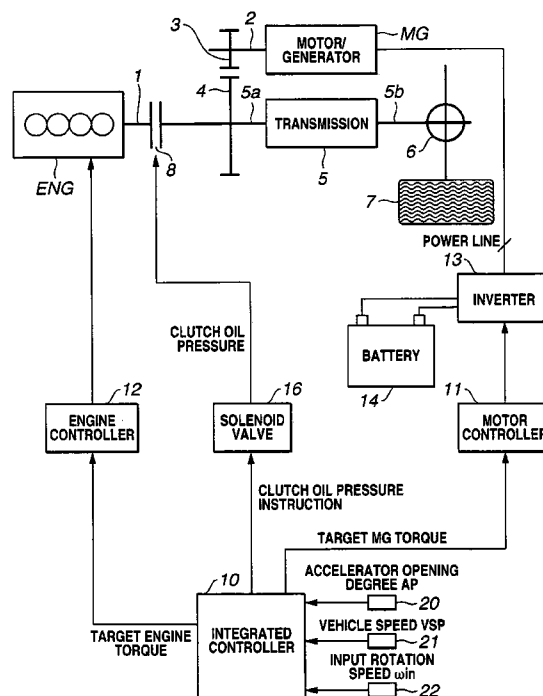 2
MOTOR/
GENERATOR
MG
3
1
4
5a
TRANSMISSION
5b
5
6
8
ENG
7
POWER LINE
13
INVERTER
CLUTCH OIL
PRESSURE
BATTERY
14
12
ENGINE
CONTROLLER
16
SOLENOID
VALVE
11
MOTOR
CONTROLLER
CLUTCH OIL PRESSURE
INSTRUCTION
TARGET MG TORQUE
10
INTEGRATED
CONTROLLER
TARGET ENGINE
TORQUE
ACCELERATOR OPENING
DEGREE AP
20
VEHICLE SPEED VSP
21
INPUT ROTATION
SPEED ωin
22